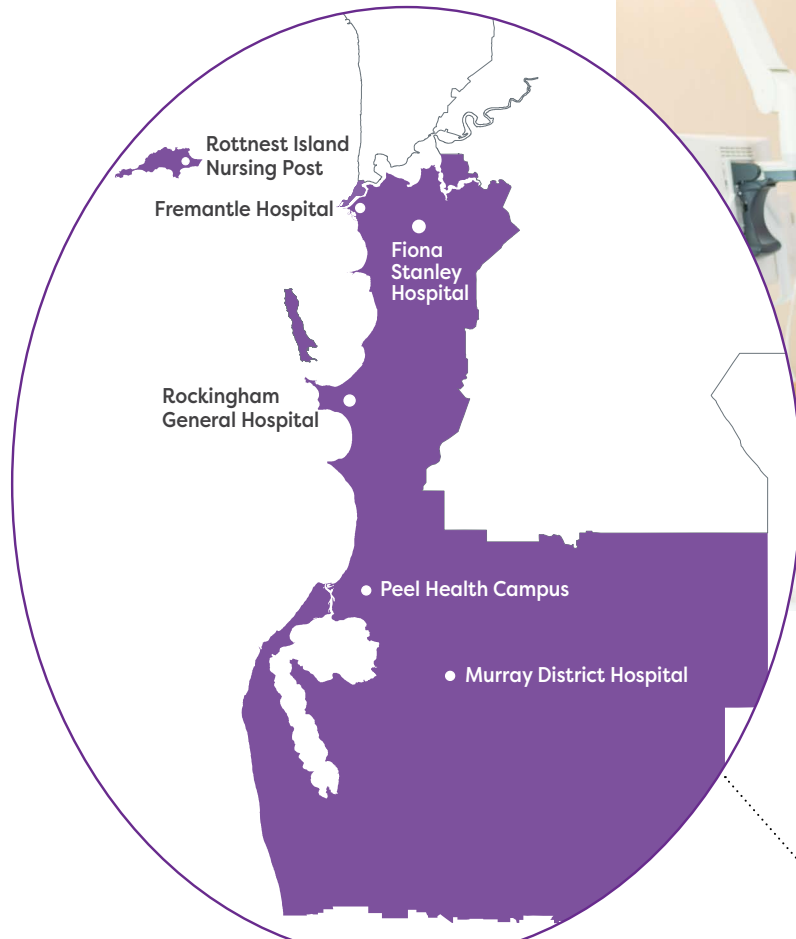 Rottnest Island
Nursing Post
Fremantle Hospital
Fiona
Stanley
Hospital
Rockingham
General Hospital
Peel Health Campus
Murray District Hospital